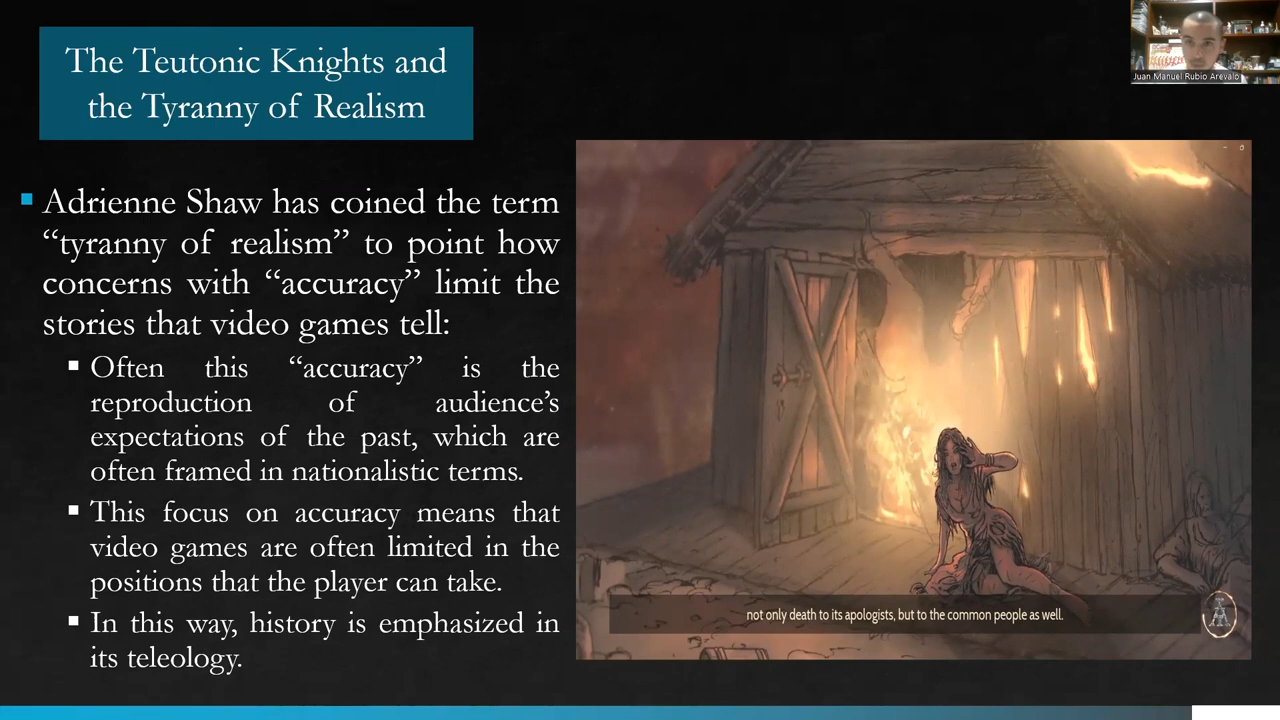 The Teutonic Knights and
the Tyranny of Realism
Juan Manuel Rubio Arevalo
Adrienne Shaw has coined the term
“tyranny of realism” to point how
concerns with “accuracy” limit the
stories that video games tell:
Often this “accuracy” is the
reproduction of audience’s
expectations of the past, which are
often framed in nationalistic terms.
This focus on accuracy means that
video games are often limited in the
positions that the player can take.
In this way, history is emphasized in
its teleology.
not only death to its apologists, but to the common people as well.